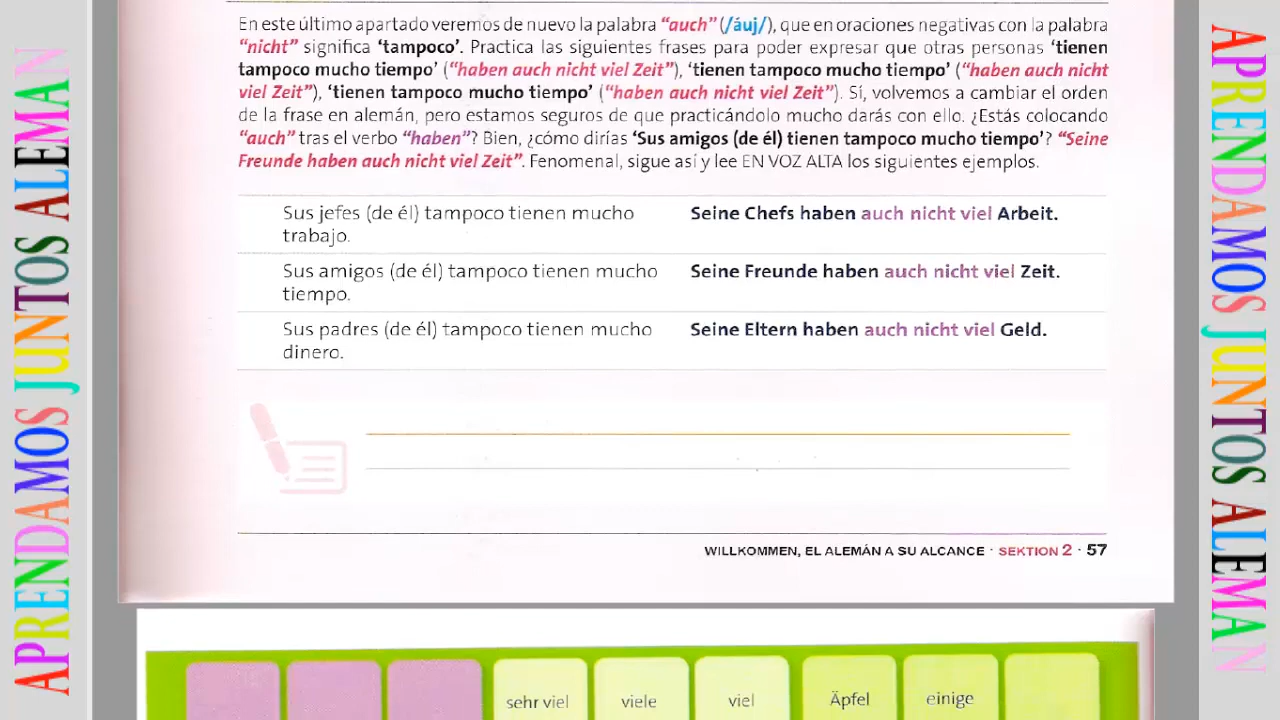 En este último apartado veremos de nuevo la palabra “auch” (/áuj/), que en oraciones negativas con la palabra
“nicht” significa ‘tampoco’. Practica las siguientes frases para poder expresar que otras personas ‘tienen
tampoco mucho tiempo’ (“haben auch nicht viel Zeit”), ‘tienen tampoco mucho tiempo’ (“haben auch nicht
viel Zeit”), ‘tienen tampoco mucho tiempo’ (“haben auch nicht viel Zeit”). Sí, volvemos a cambiar el orden
de la frase en alemán, pero estamos seguros de que practicándolo mucho darás con ello. ¿Estás colocando
“auch” tras el verbo “haben”? Bien, ¿como dirías ‘Sus amigos (de él) tienen tampoco mucho tiempo’? “Seine
Freunde haben auch nicht viel Zeit”. Fenomenal, sigue así y lee EN VOZ ALTA los siguientes ejemplos.
Sus jefes (de él) tampoco tienen mucho
trabajo.
Seine Chefs haben auch nicht viel Arbeit.
Sus amigos (de él) tampoco tienen mucho
tiempo.
Seine Freunde haben auch nicht viel Zeit.
Sus padres (de él) tampoco tienen mucho
dinero.
Seine Eltern haben auch nicht viel Geld.
WILLKOMMEN, EL ALEMÁN A SU ALCANCE · SEKTION 2 · 57
sehr viel
viele
viel
Äpfel
einige
APRENDAMOS JUNTOS ALEMAN
APRENDAMOS JUNTOS ALEMAN